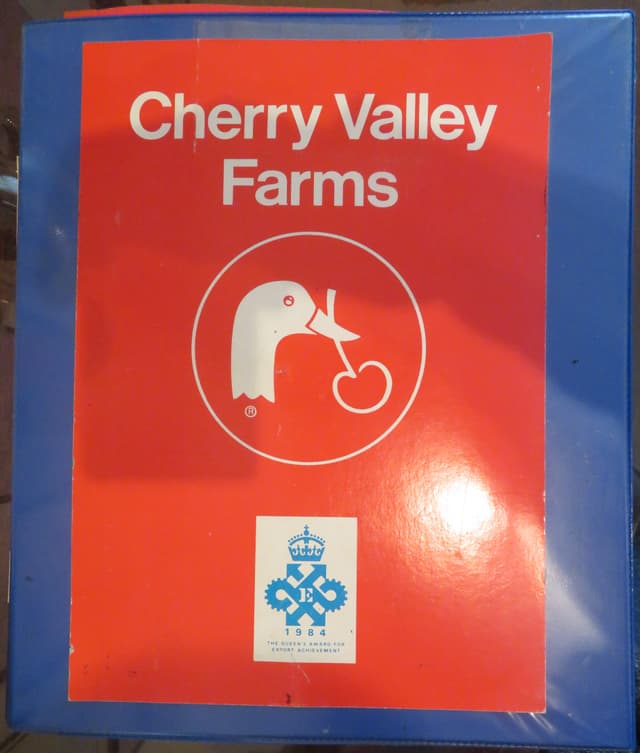 Cherry Valley
Farms
®
E
1984
THE QUEEN'S AWARD FOR
EXPORT ACHIEVEMENT